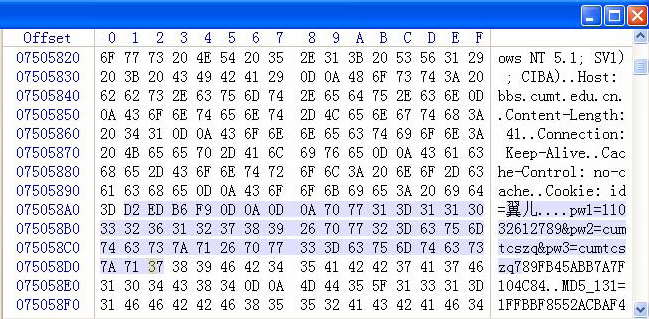 Offset 0 1 2 3 4 5 6 7 8 9 A B C D E F
07505820 6F 77 73 20 4E 54 20 35 2E 31 3B 20 53 56 31 29 ows NT 5.1; SV1)
07505830 20 3B 20 43 49 42 41 29 0D 0A 48 6F 73 74 3A 20 ; CIBA)..Host:
07505840 62 62 73 2E 63 75 6D 74 2E 65 64 75 2E 63 6E 0D bbs.cumt.edu.cn.
07505850 0A 43 6F 6E 74 65 6E 74 2D 4C 65 6E 67 74 68 3A .Content-Length:
07505860 20 34 31 0D 0A 43 6F 6E 6E 65 63 74 69 6F 6E 3A 41..Connection:
07505870 20 4B 65 65 70 2D 41 6C 69 76 65 0D 0A 43 61 63 Keep-Alive..Cac
07505880 68 65 2D 43 6F 6E 74 72 6F 6C 3A 20 6E 6F 2D 63 he-Control: no-c
07505890 61 63 68 65 0D 0A 43 6F 6F 6B 69 65 3A 20 69 64 ache..Cookie: id
075058A0 3D D2 ED B6 F9 0D 0A 0D 0A 70 77 31 3D 31 31 30 =翼儿....pw1=110
075058B0 33 32 36 31 32 37 38 39 26 70 77 32 3D 63 75 6D 32612789&pw2=cum
075058C0 74 63 73 7A 71 26 70 77 33 3D 63 75 6D 74 63 73 tcszq&pw3=cumtcs
075058D0 7A 71 37 38 39 46 42 34 35 41 42 42 37 41 37 46 zq789FB45ABB7A7F
075058E0 31 30 34 43 38 34 0D 0A 4D 44 35 5F 31 33 31 3D 104C84..MD5_131=
075058F0 31 46 46 42 42 46 38 35 35 32 41 43 42 41 46 34 1FFBBF8552ACBAF4